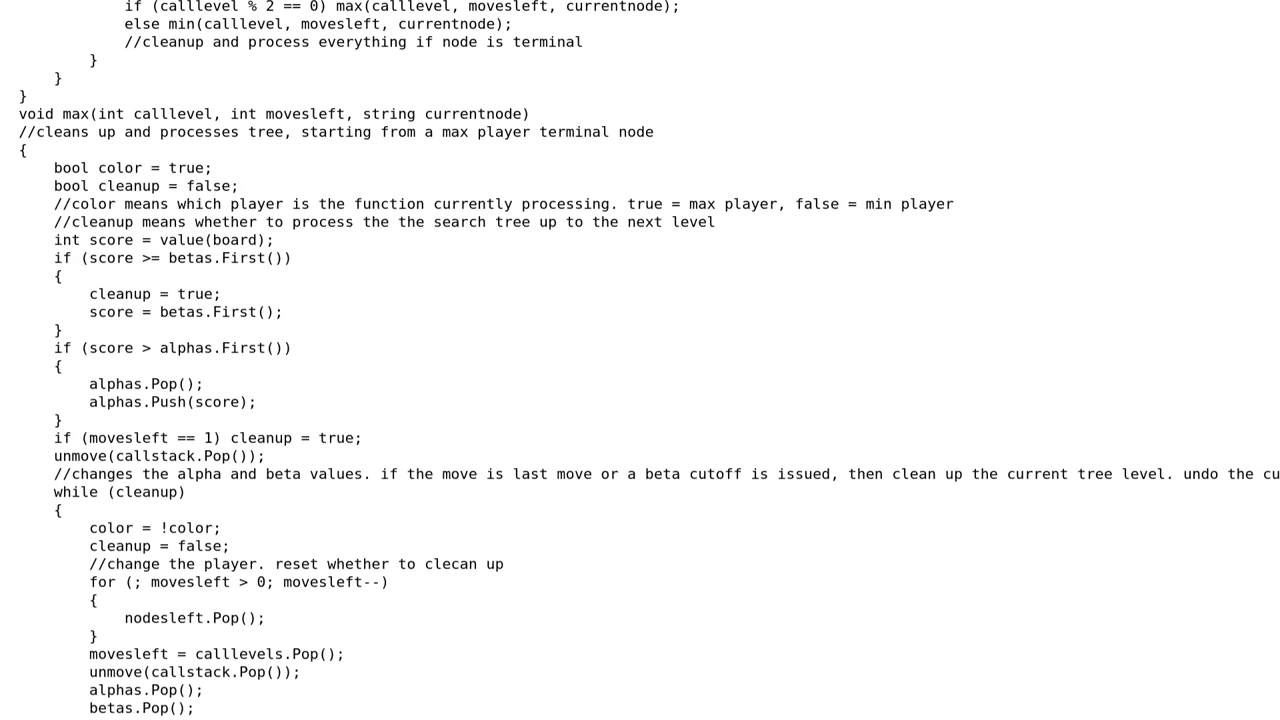 if (calllevel % 2 == 0) max(calllevel, movesleft, currentnode);
else min(calllevel, movesleft, currentnode);
//cleanup and process everything if node is terminal
}
}
}
void max(int calllevel, int movesleft, string currentnode)
//cleans up and processes tree, starting from a max player terminal node
{
bool color = true;
bool cleanup = false;
//color means which player is the function currently processing. true = max player, false = min player
//cleanup means whether to process the the search tree up to the next level
int score = value(board);
if (score >= betas.First())
{
cleanup = true;
score = betas.First();
}
if (score > alphas.First())
{
alphas.Pop();
alphas.Push(score);
}
if (movesleft == 1) cleanup = true;
unmove(callstack.Pop());
//changes the alpha and beta values. if the move is last move or a beta cutoff is issued, then clean up the current tree level. undo the cu
while (cleanup)
{
color = !color;
cleanup = false;
//change the player. reset whether to clecan up
for (; movesleft > 0; movesleft--)
{
nodesleft.Pop();
}
movesleft = calllevels.Pop();
unmove(callstack.Pop());
alphas.Pop();
betas.Pop();